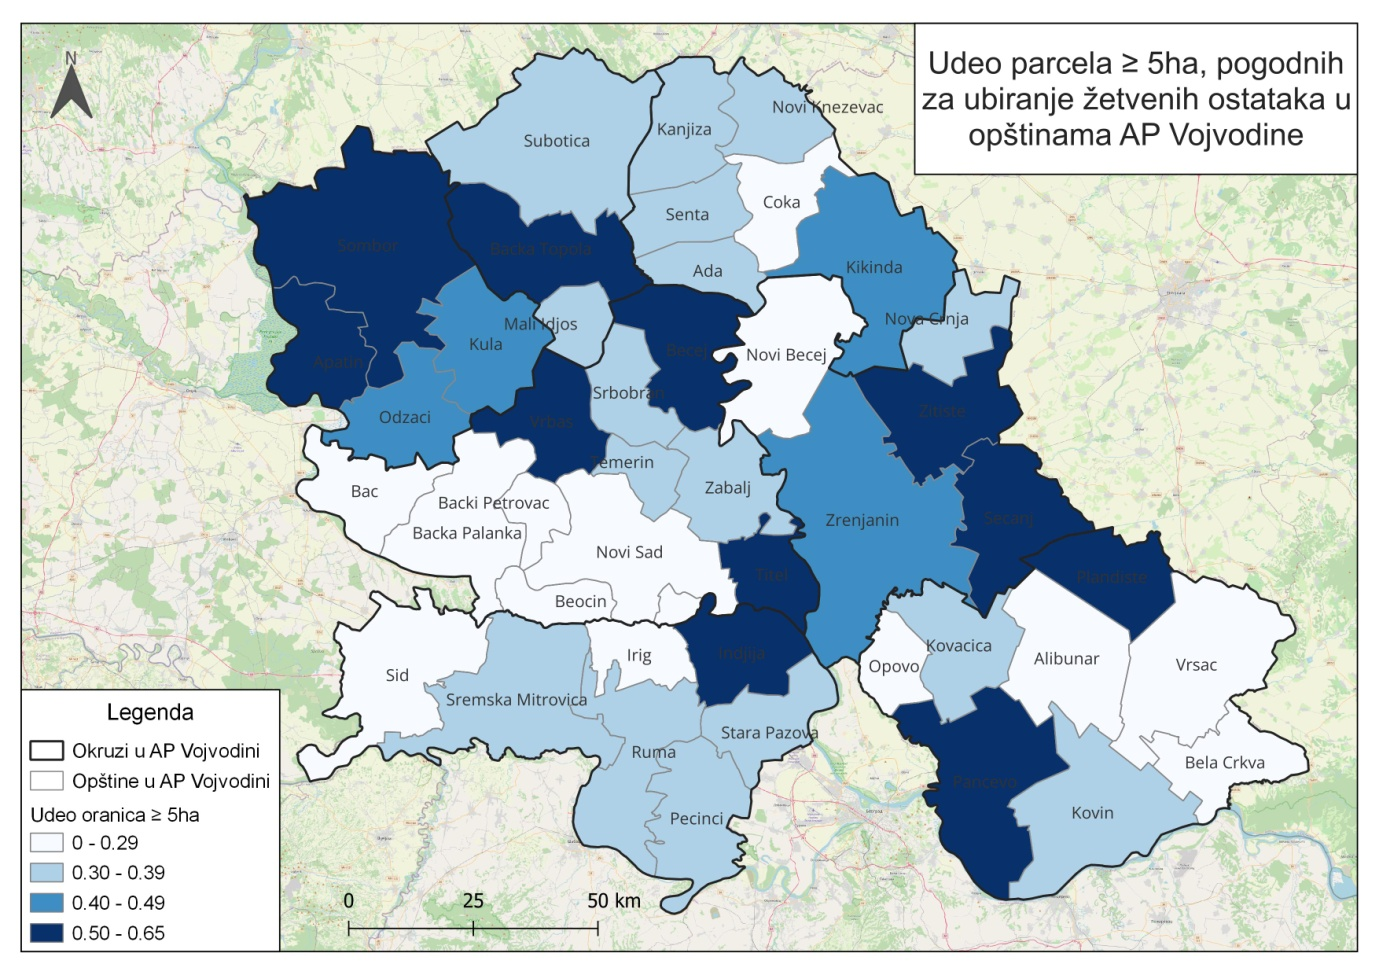 Udeo parcela ≥ 5ha, pogodnih
za ubiranje žetvenih ostataka u
opštinama AP Vojvodine
N
Subotica
Kanjiza
Novi Knezevac
Coka
Senta
Sombor
Backa Topola
Ada
Kikinda
Nova Crnja
Mali Idjos
Kula
Becej
Novi Becej
Apatin
Srbobran
Odzaci
Vrbas
Zitiste
Temerin
Bac
Backi Petrovac
Zabalj
Zrenjanin
Secanj
Backa Palanka
Novi Sad
Titel
Plandiste
Beocin
Kovacica
Irig
Indjija
Alibunar
Opovo
Vrsac
Sid
Sremska Mitrovica
Stara Pazova
Ruma
Bela Crkva
Pancevo
Pecinci
Kovin
Legenda
Okruzi u AP Vojvodini
Opštine u AP Vojvodini
Udeo oranica ≥ 5ha
0 - 0.29
0.30 - 0.39
0.40 - 0.49
0.50 - 0.65
0 25 50 km